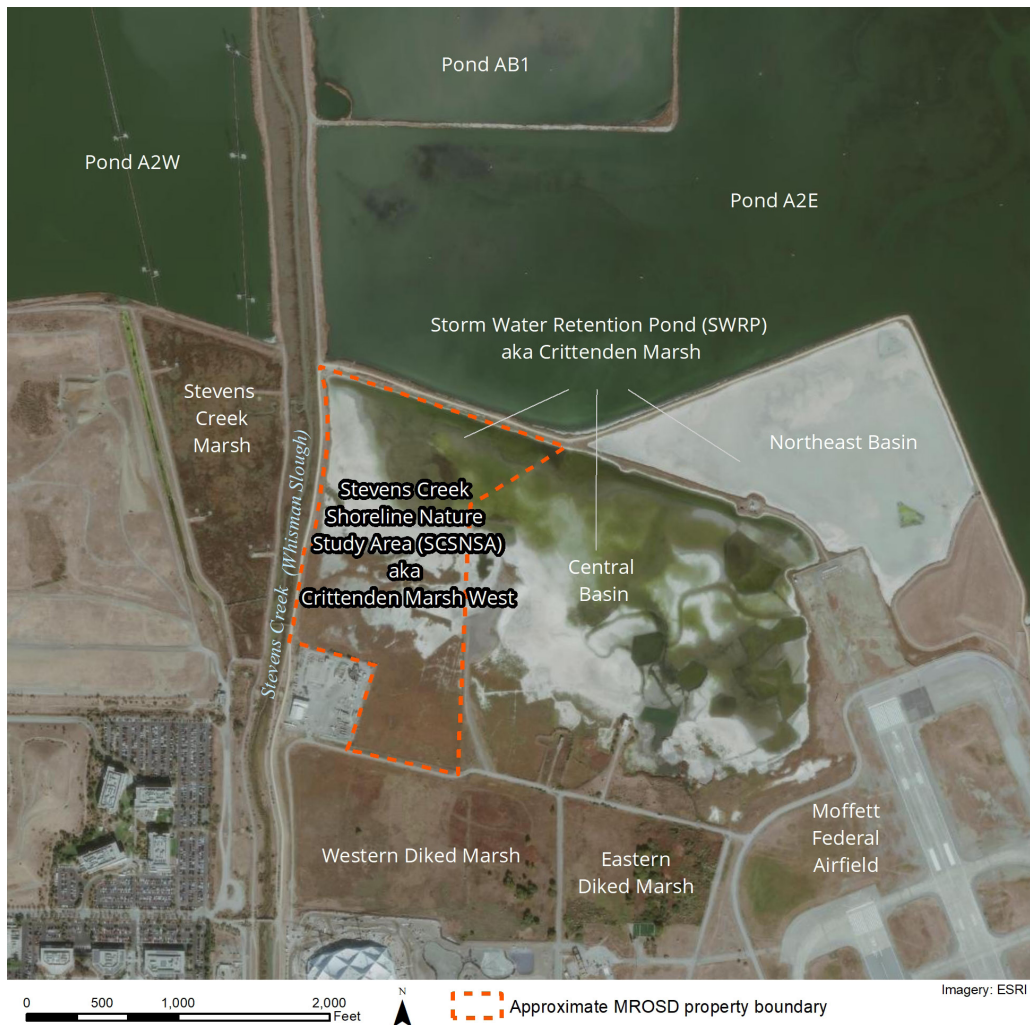 Pond AB1
Pond A2W
Pond A2E
Storm Water Retention Pond (SWRP)
aka Crittenden Marsh
Stevens
Creek
Marsh
Northeast Basin
Stevens Creek (Whisman Slough)
Stevens Creek
Shoreline Nature
Study Area (SCSNSA)
aka
Crittenden Marsh West
Central
Basin
Moffett
Federal
Airfield
Western Diked Marsh
Eastern
Diked Marsh
Imagery: ESRI
0 500 1,000 2,000
Feet
N
Approximate MROSD property boundary